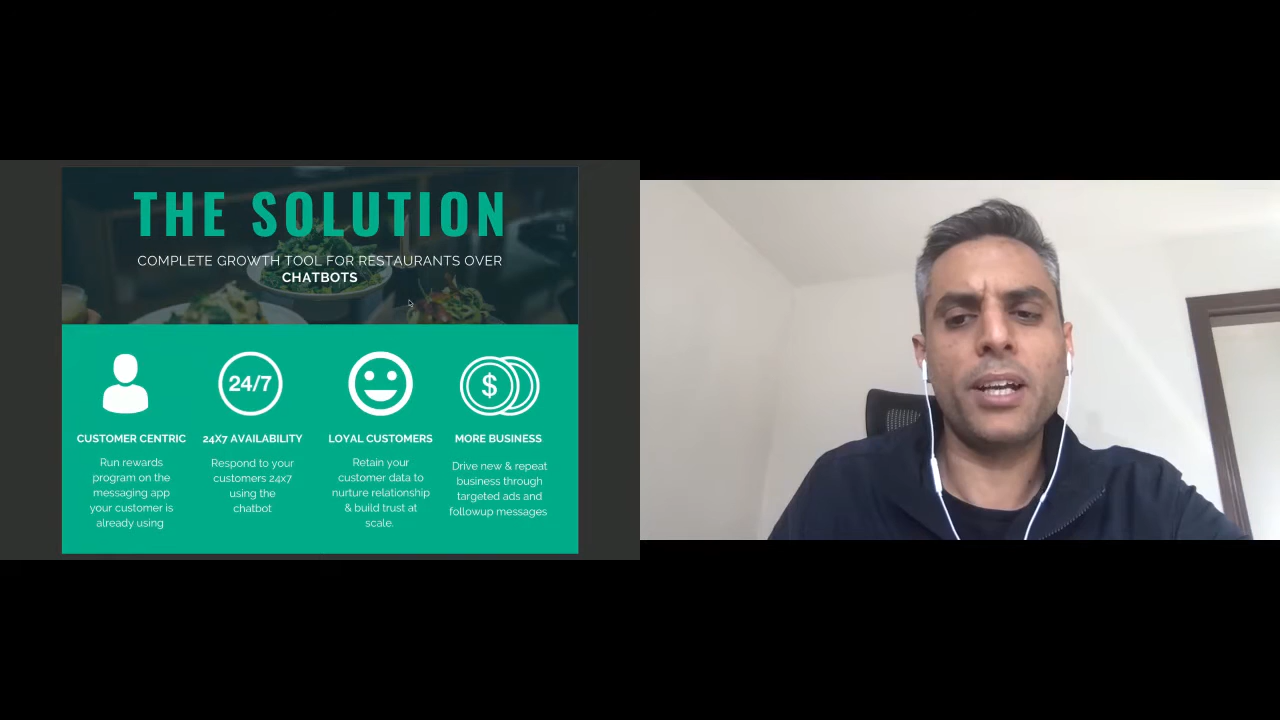 THE SOLUTION
COMPLETE GROWTH TOOL FOR RESTAURANTS OVER
CHATBOTS
24/7
$
CUSTOMER CENTRIC
Run rewards
program on the
messaging app
your customer is
already using
24X7 AVAILABILITY
Respond to your
customers 24x7
using the
chatbot
LOYAL CUSTOMERS
Retain your
customer data to
nurture relationship
& build trust at
scale.
MORE BUSINESS
Drive new & repeat
business through
targeted ads and
followup messages